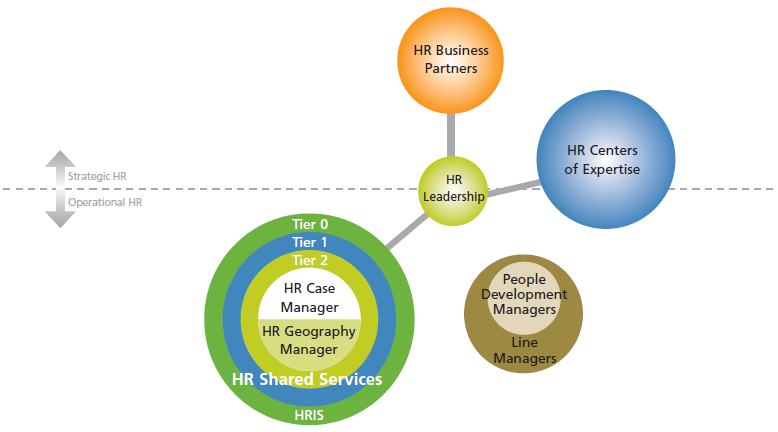 HR Business
Partners
HR Centers
of Expertise
Strategic HR
HR
Leadership
Operational HR
Tier 0
Tier 1
Tier 2
HR Case
Manager
HR Geography
Manager
HR Shared Services
HRIS
People
Development
Managers
Line
Managers